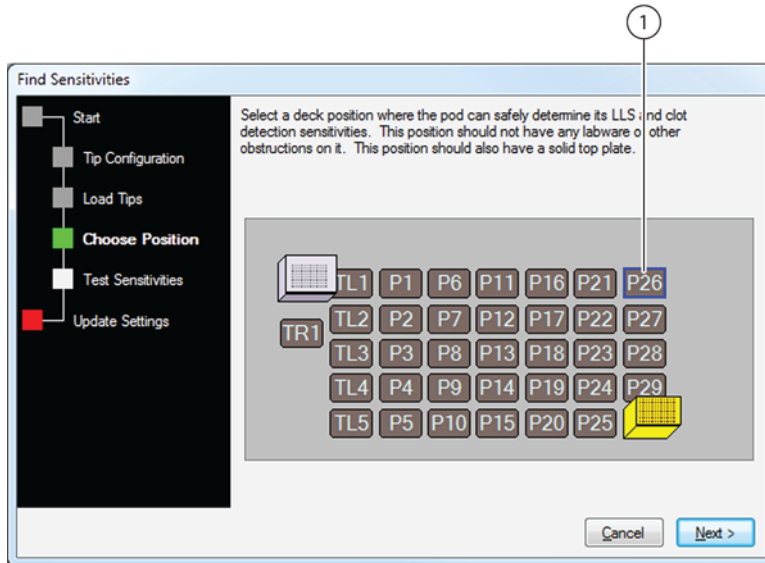 1
Find Sensitivities
Start
Tip Configuration
Load Tips
Choose Position
Test Sensitivities
Update Settings
Select a deck position where the pod can safely determine its LLS and clot
detection sensitivities. This position should not have any labware or other
obstructions on it. This position should also have a solid top plate.
TL1 P1 P6 P11 P16 P21 P26
TR1 TL2 P2 P7 P12 P17 P22 P27
TL3 P3 P8 P13 P18 P23 P28
TL4 P4 P9 P14 P19 P24 P29
TL5 P5 P10 P15 P20 P25
Cancel Next >